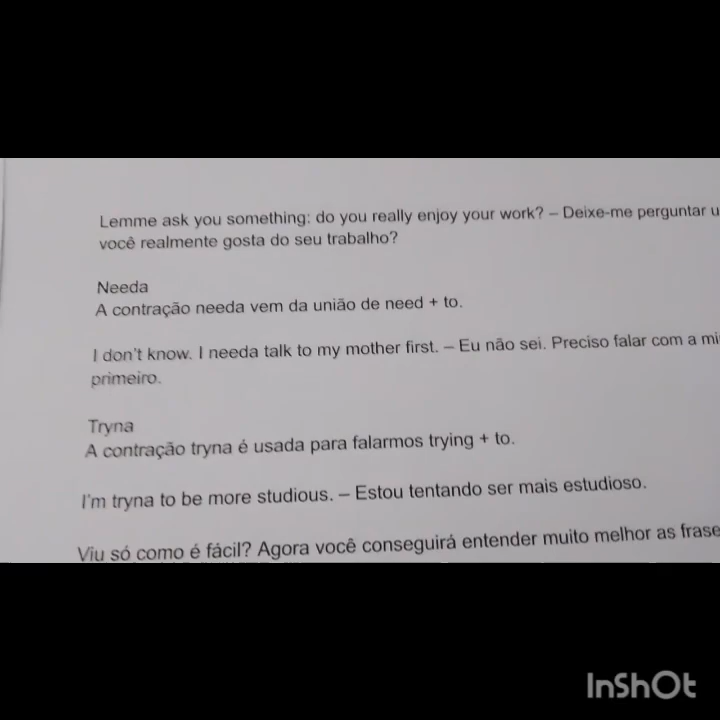 Lemme ask you something: do you really enjoy your work? – Deixe-me perguntar
você realmente gosta do seu trabalho?
Needa
A contração needa vem da união de need + to.
I don't know. I needa talk to my mother first. – Eu não sei. Preciso falar com a
primeiro.
Tryna
A contração tryna é usada para falarmos trying + to.
I'm tryna to be more studious. – Estou tentando ser mais estudioso.
Viu só como é fácil? Agora você conseguirá entender muito melhor as frase
InShOt